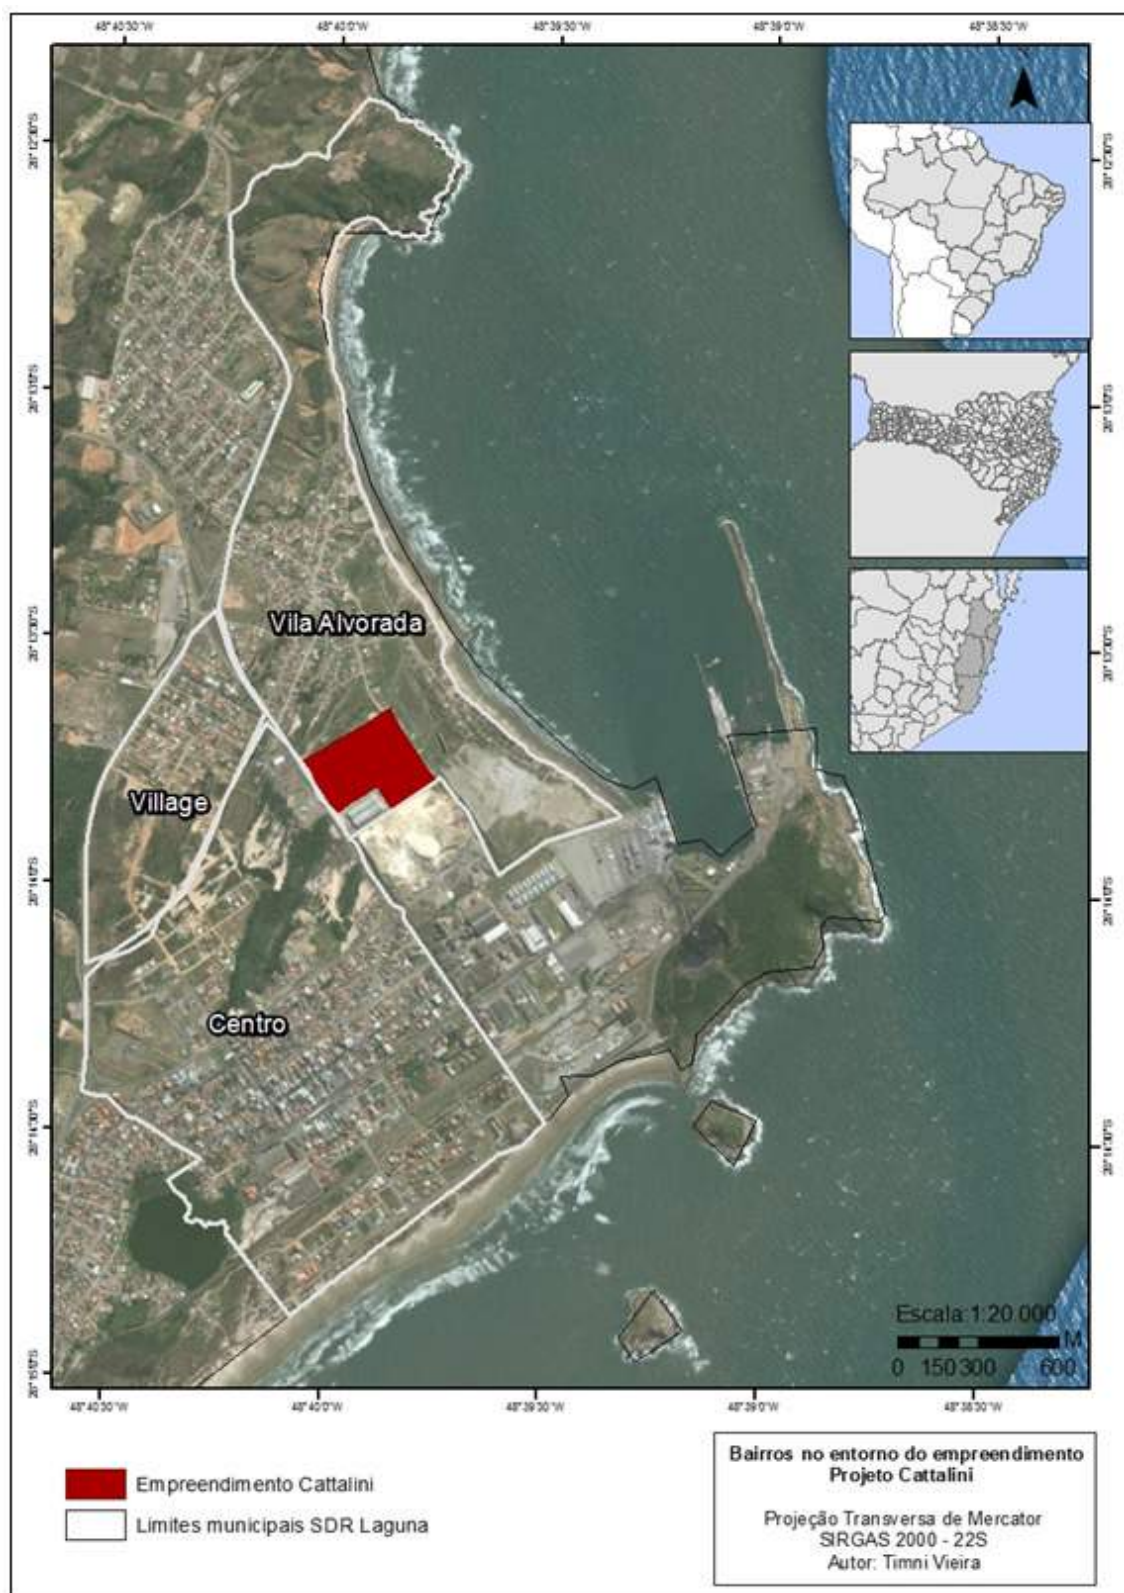 48°40'30"W 48°40'0"W 48°39'30"W 48°39'0"W 48°38'30"W
Vila Alvorada
Village
Centro
Escala:1:20.000
M
0 150 300 600
48°40'30"W 48°40'0"W 48°39'30"W 48°39'0"W 48°38'30"W
Empreendimento Cattalini
Limites municipais SDR Laguna
Bairros no entorno do empreendimento
Projeto Cattalini
Projeção Transversa de Mercator
SIRGAS 2000 - 22S
Autor: Timni Vieira